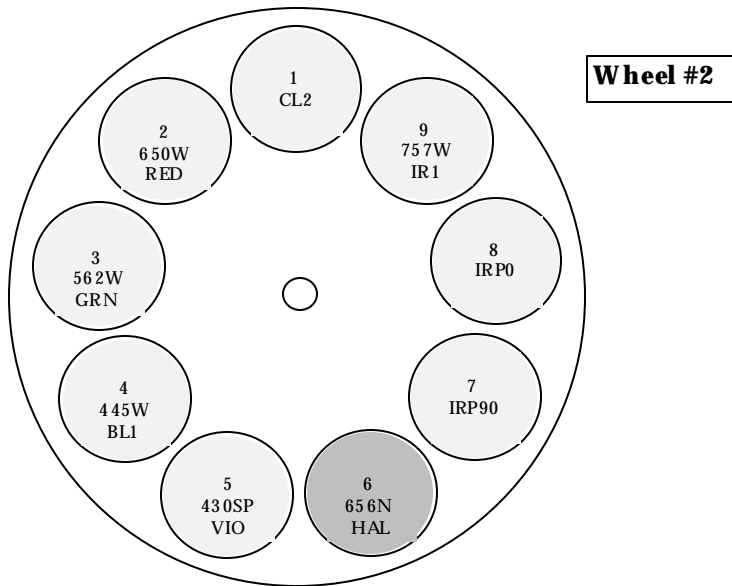 Wheel #2
1
CL2
2
650W
RED
3
562W
GRN
4
445W
BL1
5
430SP
VIO
6
656N
HAL
7
IRP90
8
IRP0
9
757W
IR1